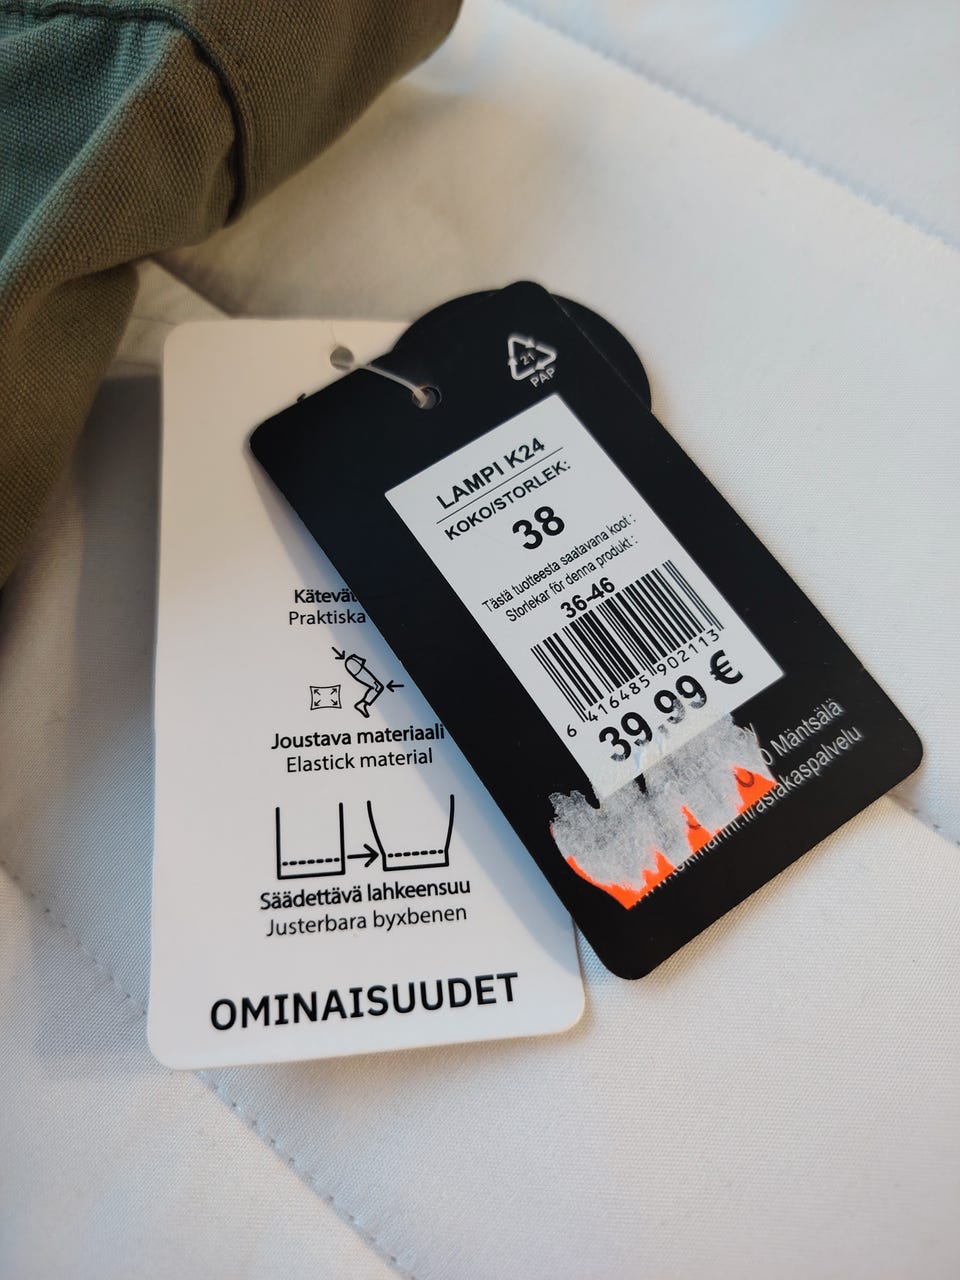 21
PAP
LAMPI K24
KOKO/STORLEK:
38
Tästä tuotteesta saatavana koot :
Storlekar för denna produkt :
36-46
6 416485 902113
39.99 €
Mäntsälä
asiakaspalvelu
Praktiska
Joustava materiaali
Elastick material
Säädettävä lahkeensuu
Justerbara byxbenen
OMINAISUUDET